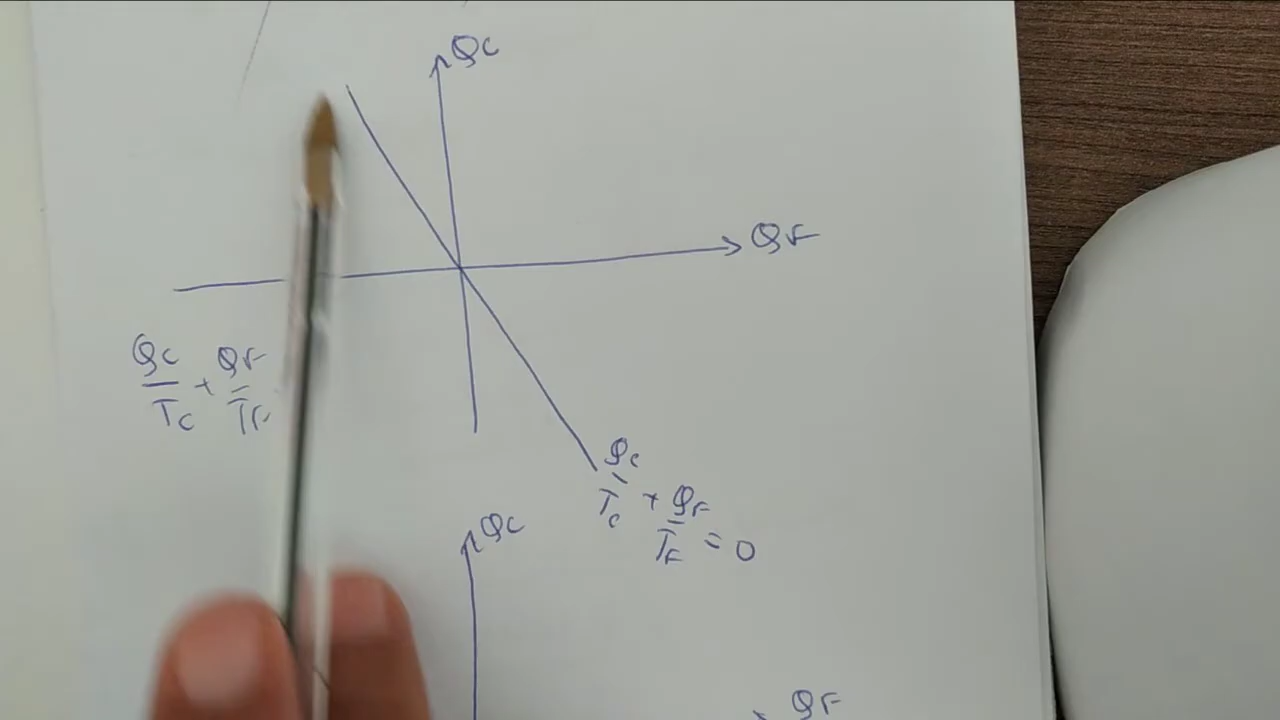 QC
QF
QC/TC + QF/TF
QC/TC + QF/TF = 0
QC
QF